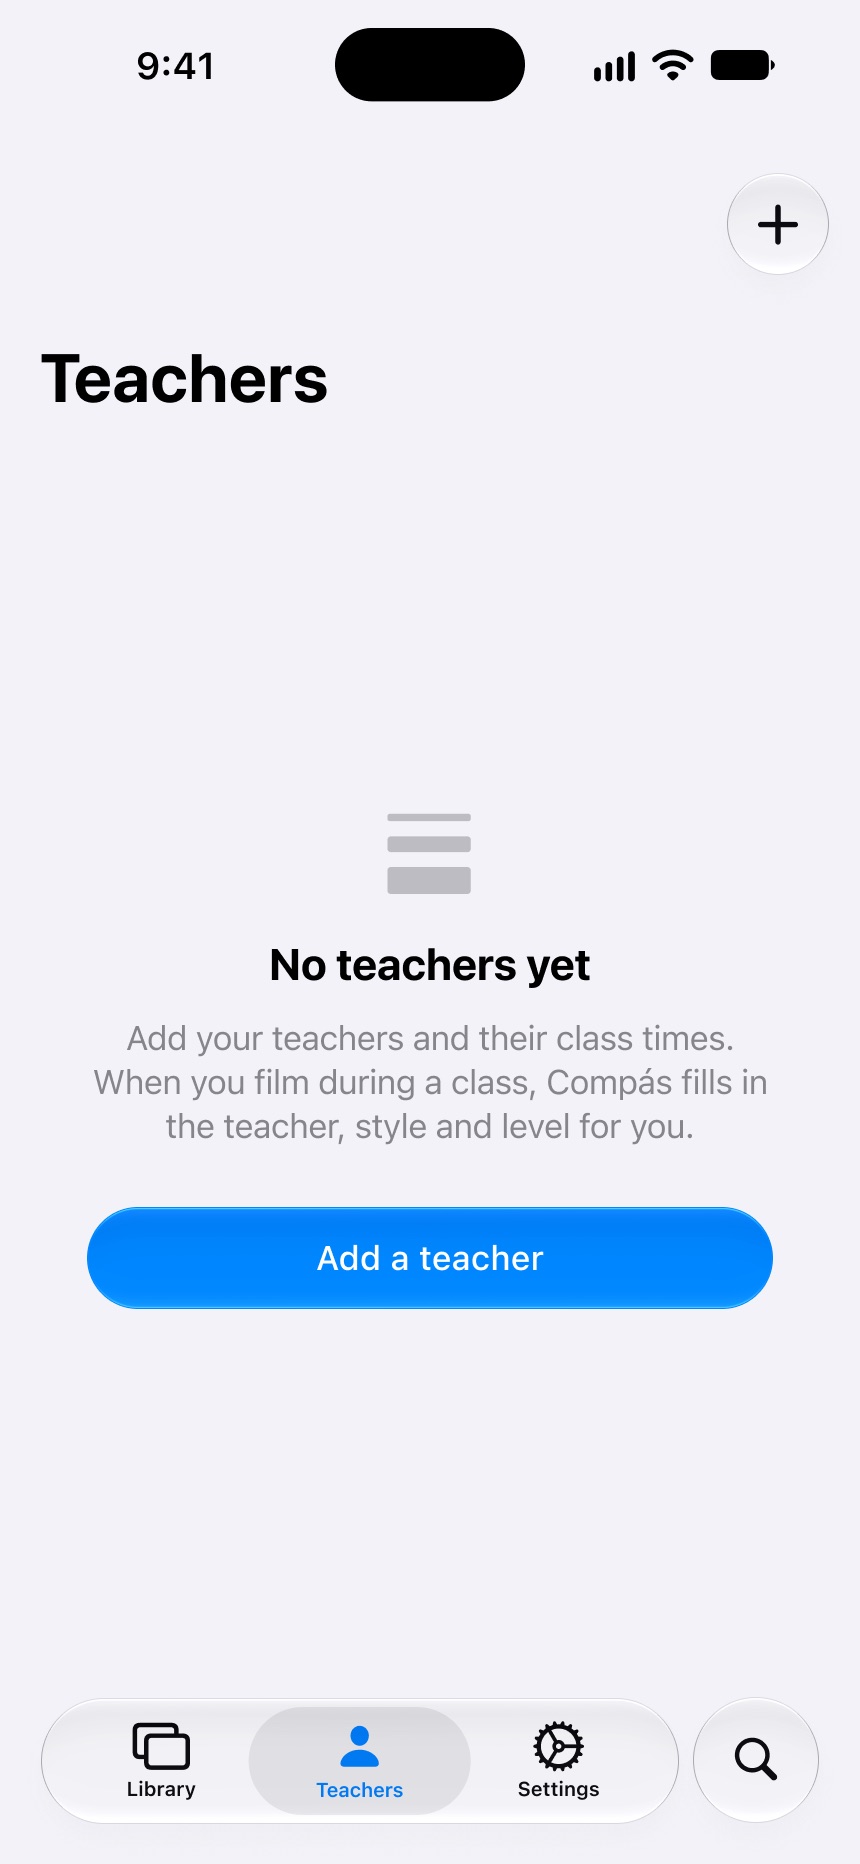 9:41
Teachers
No teachers yet
Add your teachers and their class times.
When you film during a class, Compás fills in
the teacher, style and level for you.
Add a teacher
Library
Teachers
Settings